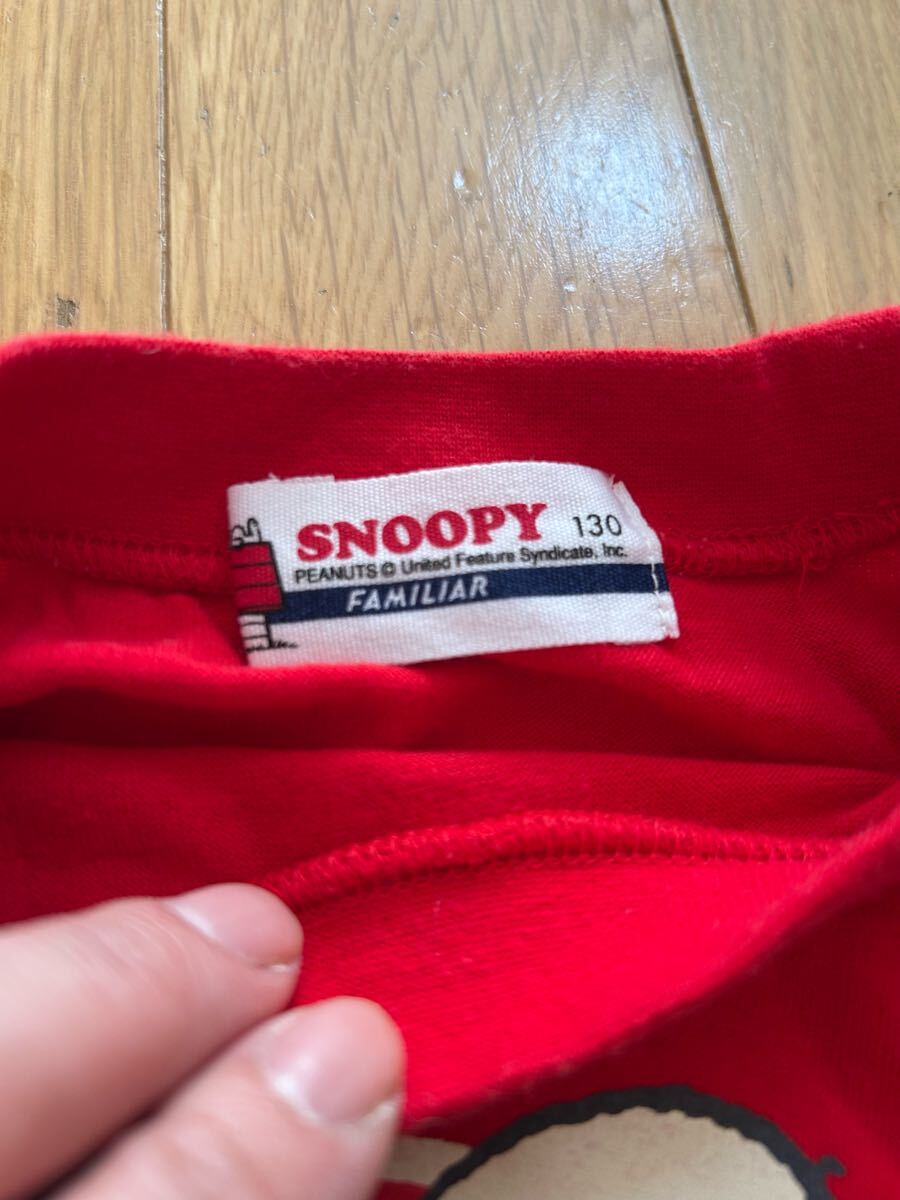 SNOOPY 130
PEANUTS © United Feature Syndicate, Inc.
FAMILIAR